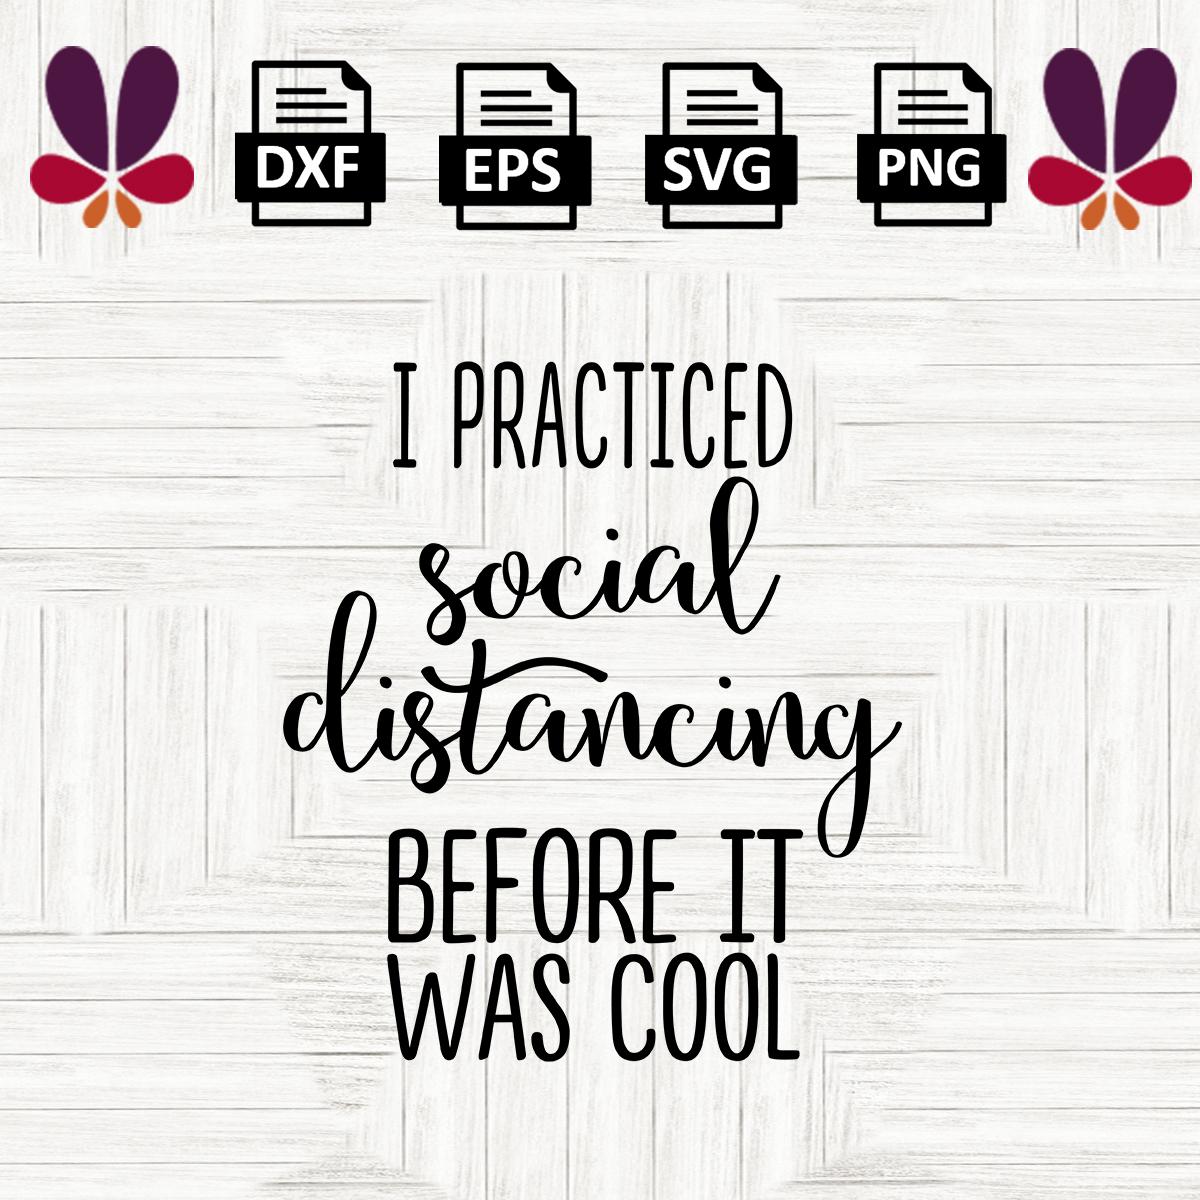 DXF EPS SVG PNG
I PRACTICED
social
distancing
BEFORE IT
WAS COOL